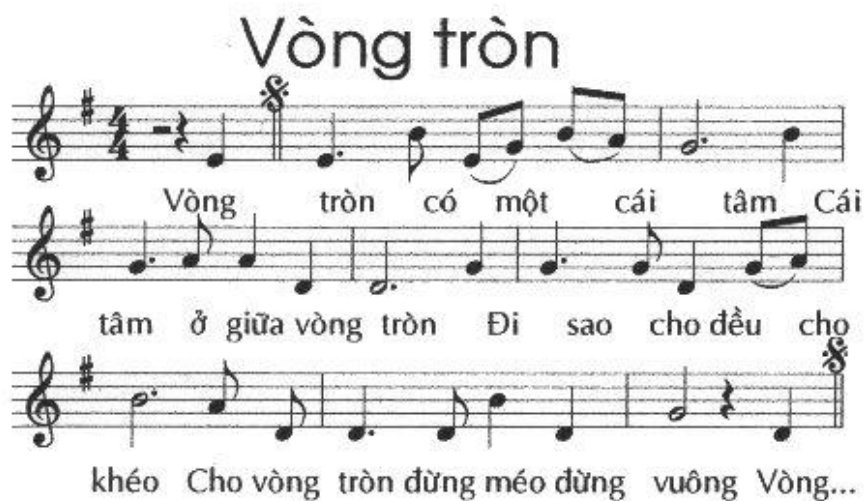 Vòng tròn
Vòng tròn có một cái tâm Cái
tâm ở giữa vòng tròn Đi sao cho đều cho
khéo Cho vòng tròn đừng méo đừng vuông Vòng...